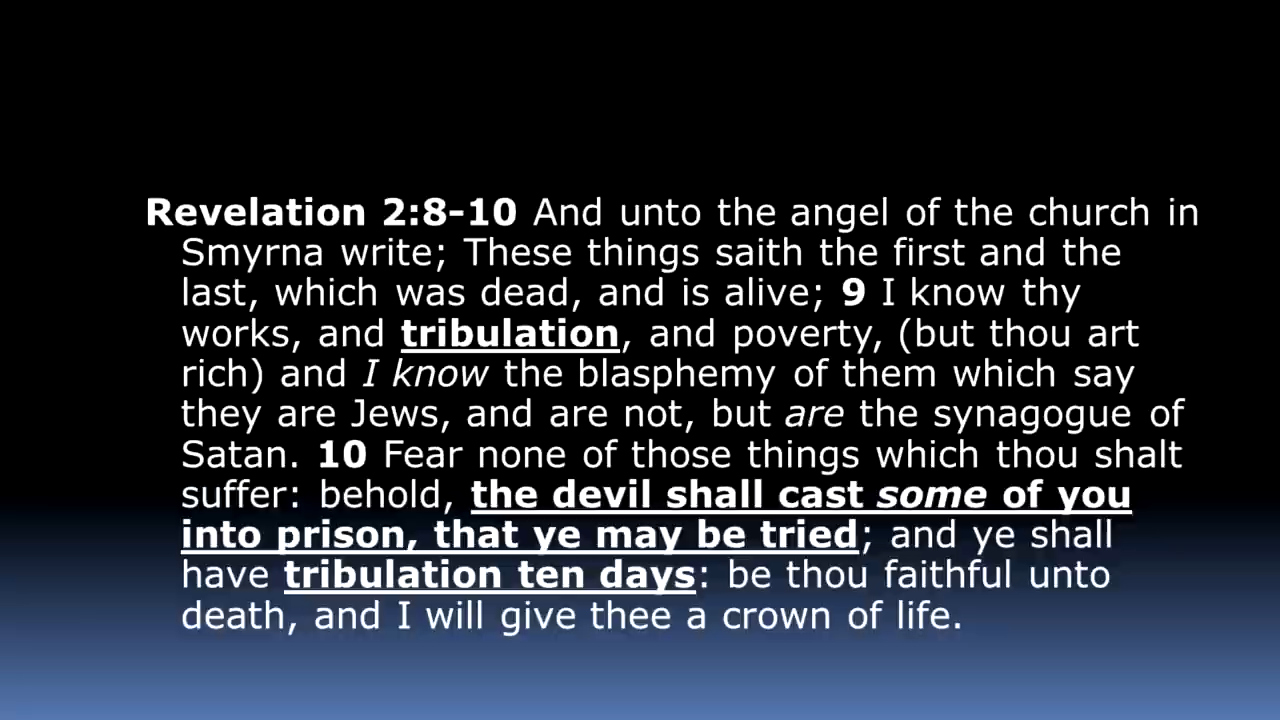 Revelation 2:8-10 And unto the angel of the church in
Smyrna write; These things saith the first and the
last, which was dead, and is alive; 9 I know thy
works, and tribulation, and poverty, (but thou art
rich) and I know the blasphemy of them which say
they are Jews, and are not, but are the synagogue of
Satan. 10 Fear none of those things which thou shalt
suffer: behold, the devil shall cast some of you
into prison, that ye may be tried; and ye shall
have tribulation ten days: be thou faithful unto
death, and I will give thee a crown of life.